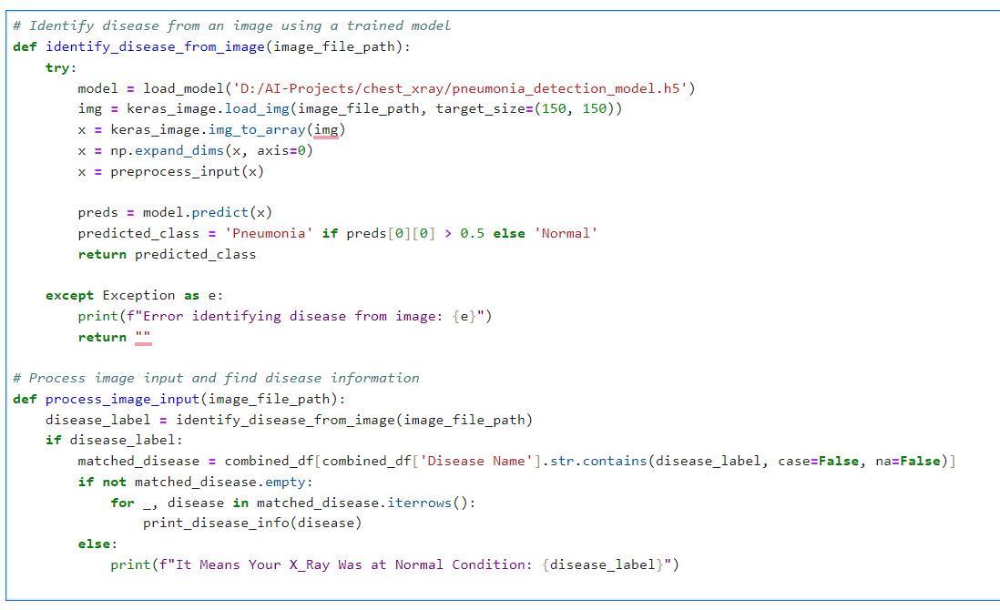 # Identify disease from an image using a trained model
def identify_disease_from_image(image_file_path):
    try:
        model = load_model('D:/AI-Projects/chest_xray/pneumonia_detection_model.h5')
        img = keras_image.load_img(image_file_path, target_size=(150, 150))
        x = keras_image.img_to_array(img)
        x = np.expand_dims(x, axis=0)
        x = preprocess_input(x)

        preds = model.predict(x)
        predicted_class = 'Pneumonia' if preds[0][0] > 0.5 else 'Normal'
        return predicted_class

    except Exception as e:
        print(f"Error identifying disease from image: {e}")
        return ""

# Process image input and find disease information
def process_image_input(image_file_path):
    disease_label = identify_disease_from_image(image_file_path)
    if disease_label:
        matched_disease = combined_df[combined_df['Disease Name'].str.contains(disease_label, case=False, na=False)]
        if not matched_disease.empty:
            for _, disease in matched_disease.iterrows():
                print_disease_info(disease)
        else:
            print(f"It Means Your X_Ray Was at Normal Condition: {disease_label}")